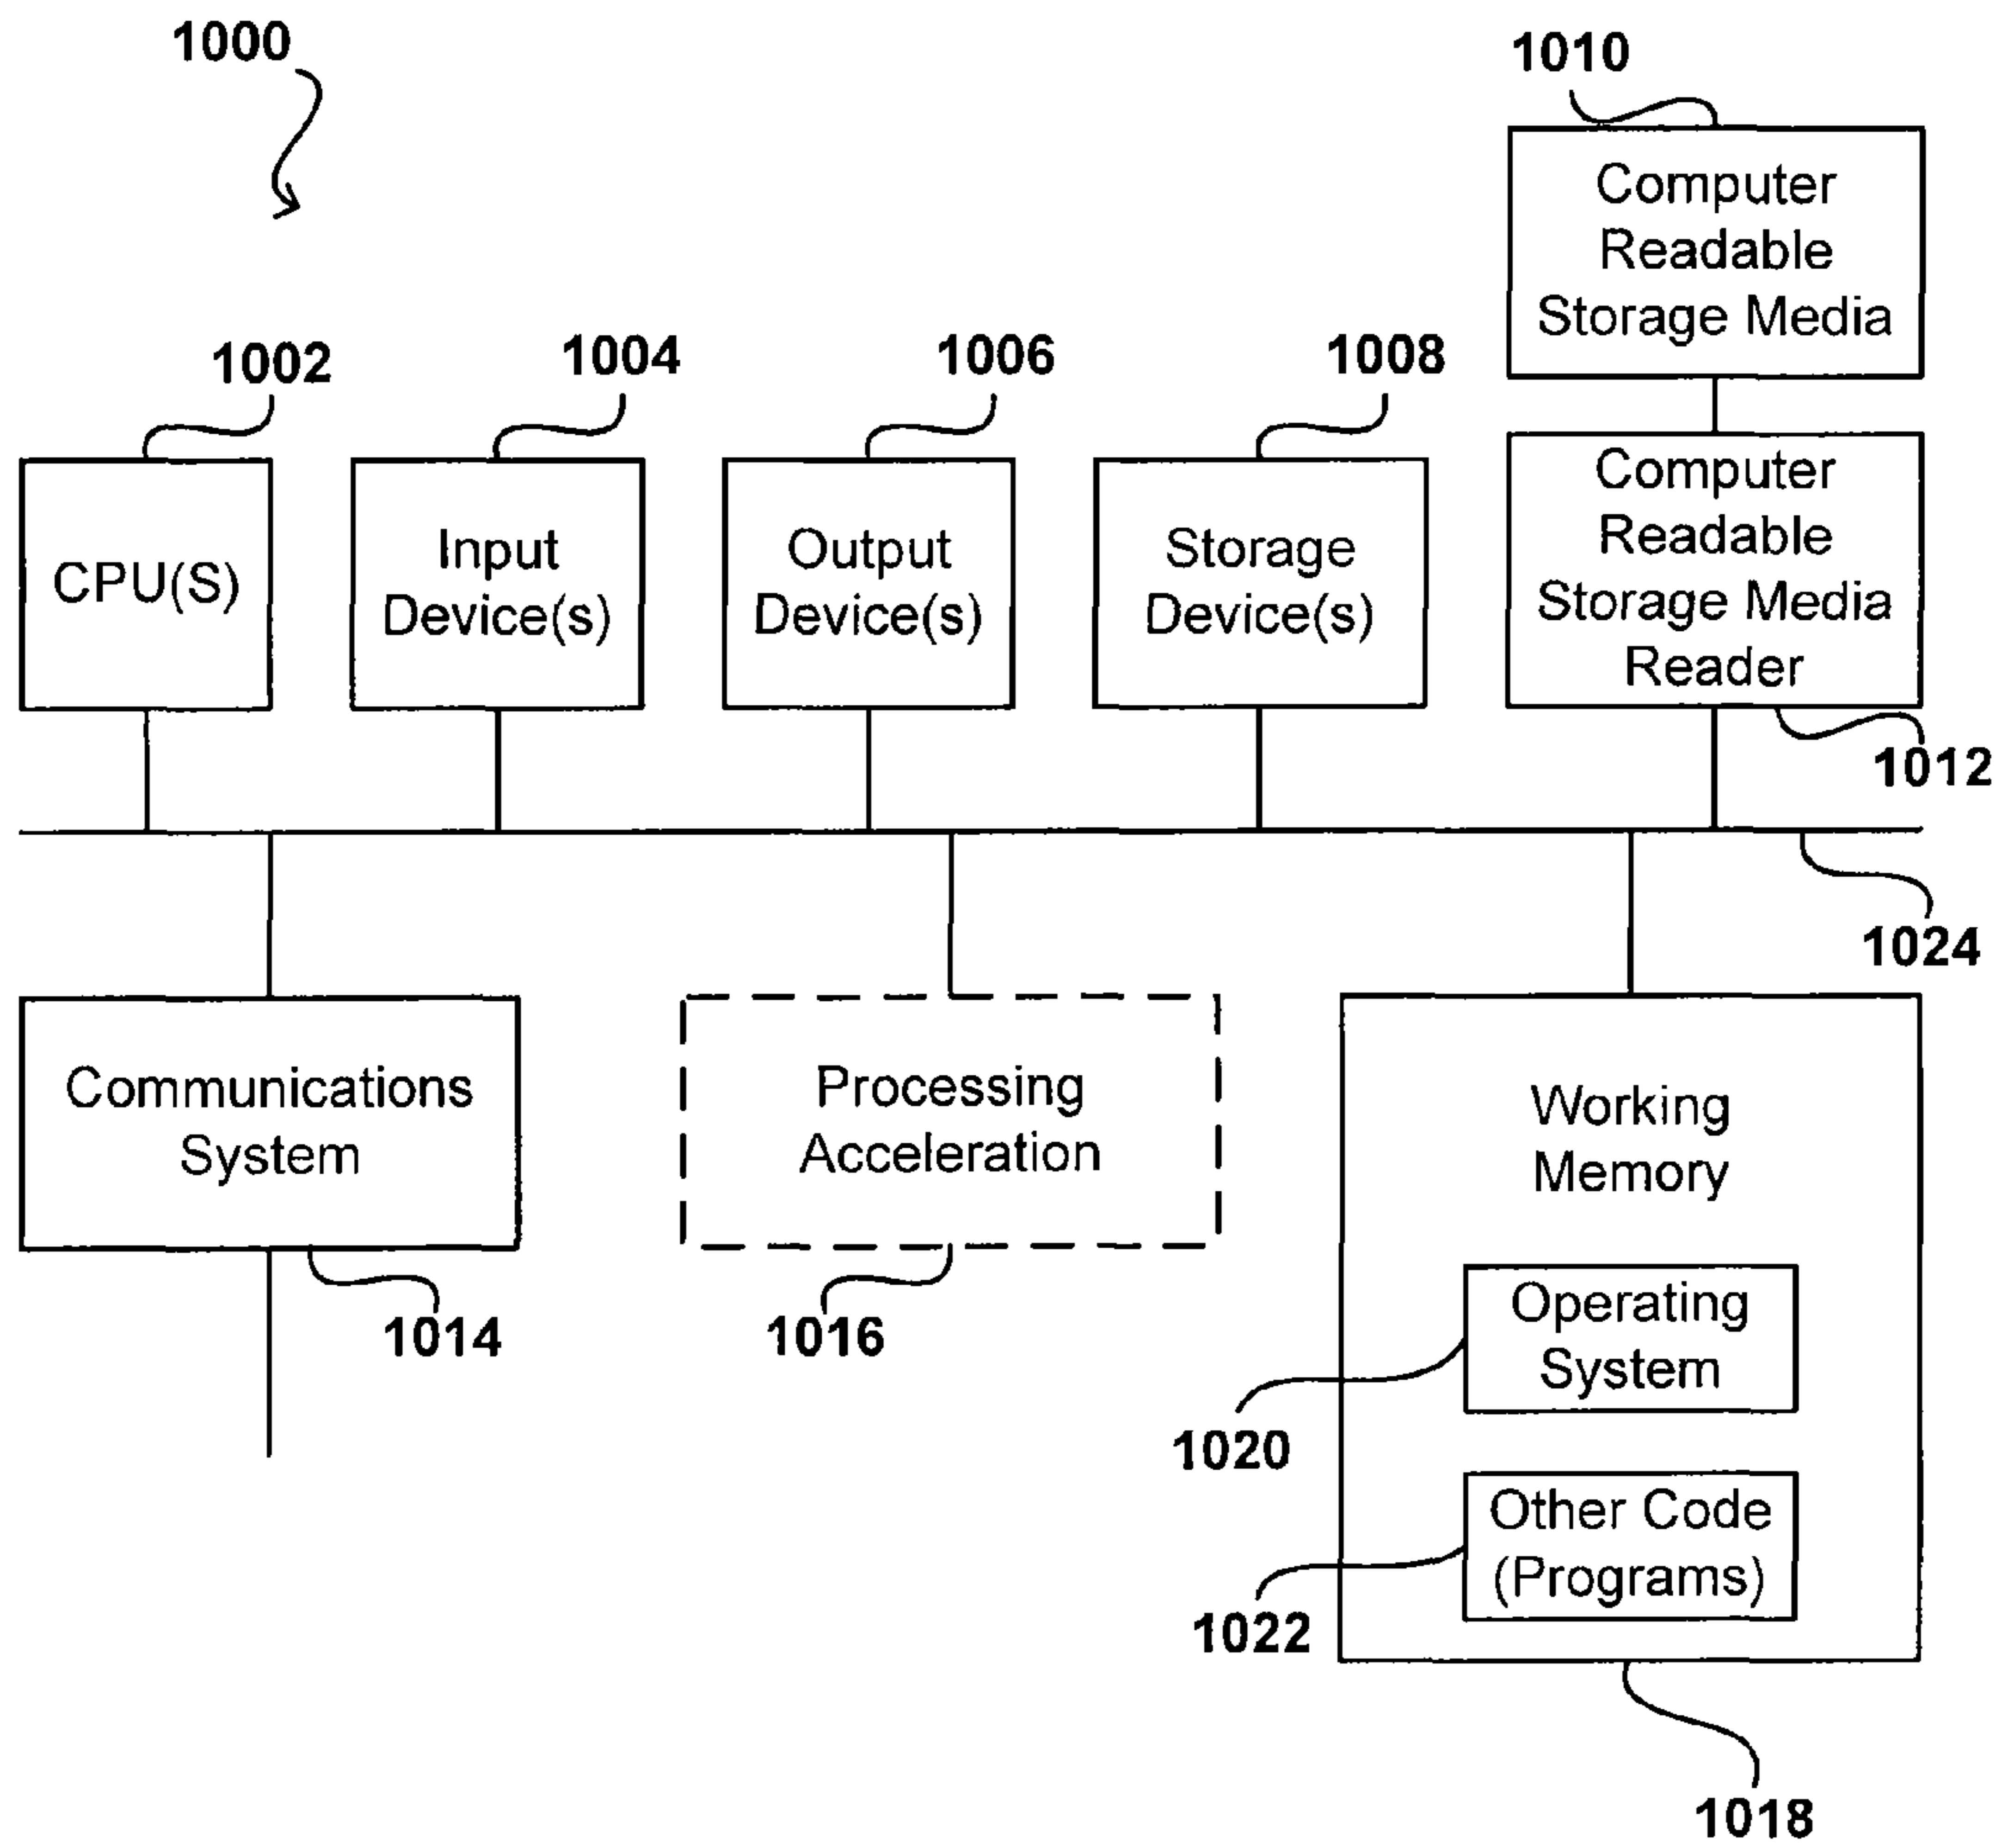 1000
1010
Computer
Readable
Storage Media
1002
1004
1006
1008
CPU(S)
Input
Device(s)
Output
Device(s)
Storage
Device(s)
Computer
Readable
Storage Media
Reader
1012
1024
Communications
System
1014
Processing
Acceleration
1016
Working
Memory
Operating
System
1020
Other Code
(Programs)
1022
1018